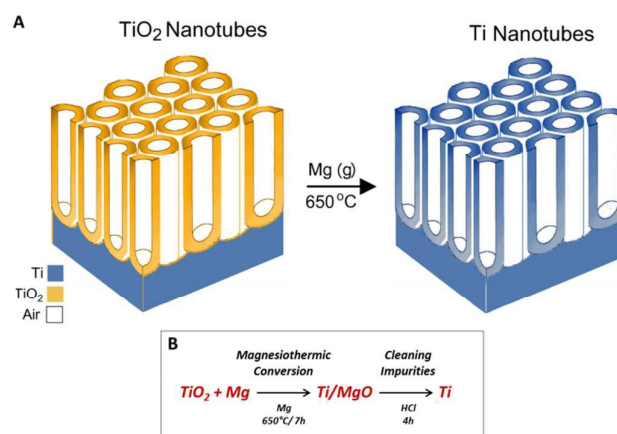 A
TiO₂ Nanotubes
Ti Nanotubes
Mg (g)
650 °C
Ti
TiO₂
Air
B
Magnesiothermic
Conversion
Cleaning
Impurities
TiO₂ + Mg
Ti/MgO
Ti
Mg
650°C/ 7h
HCl
4h